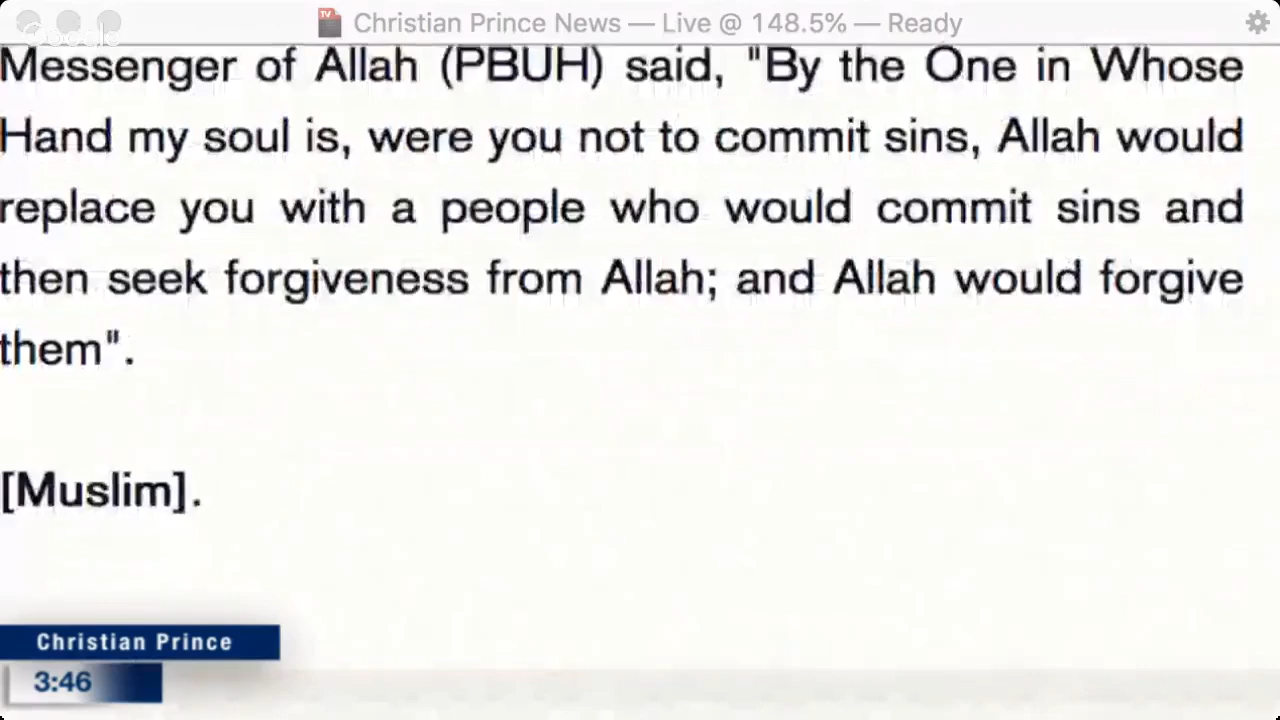 Christian Prince News — Live @ 148.5% — Ready
Google
Messenger of Allah (PBUH) said, "By the One in Whose
Hand my soul is, were you not to commit sins, Allah would
replace you with a people who would commit sins and
then seek forgiveness from Allah; and Allah would forgive
them".
[Muslim].
Christian Prince
3:46